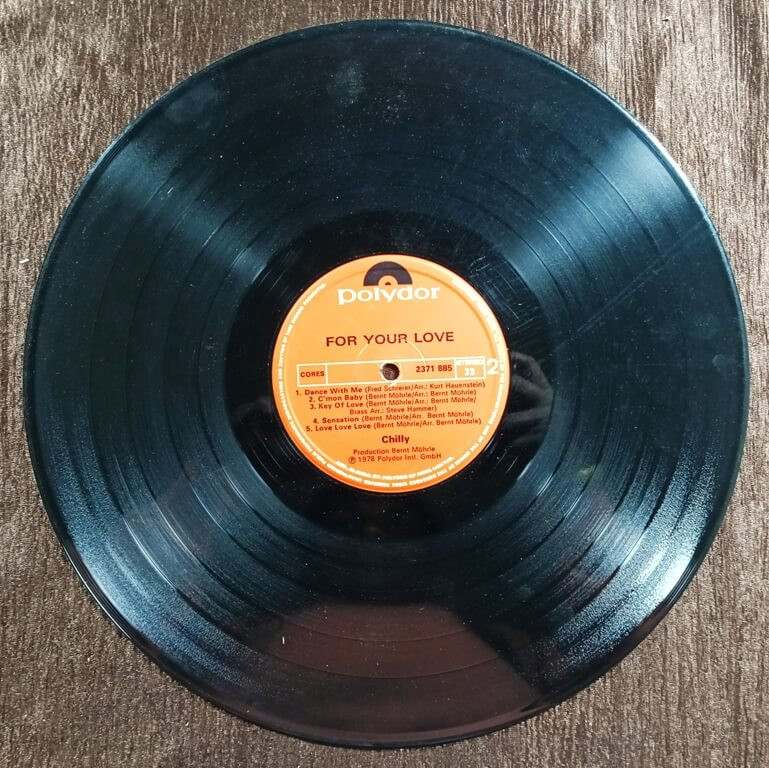 polydor
FOR YOUR LOVE
CORES
2371 885
STEREO
33
2
1. Dance With Me (Fred Schreier/Arr.: Kurt Hauenstein)
2. C'mon Baby (Bernt Möhrle/Arr.: Bernt Möhrle)
3. Key Of Love (Bernt Möhrle/Arr.: Bernt Möhrle/
Brass Arr.: Steve Hammer)
4. Sensation (Bernt Möhrle/Arr. Bernt Möhrle)
5. Love Love Love (Bernt Möhrle/Arr. Bernt Möhrle)
Chilly
Production Bernt Möhrle
℗ 1978 Polydor Intl. GmbH